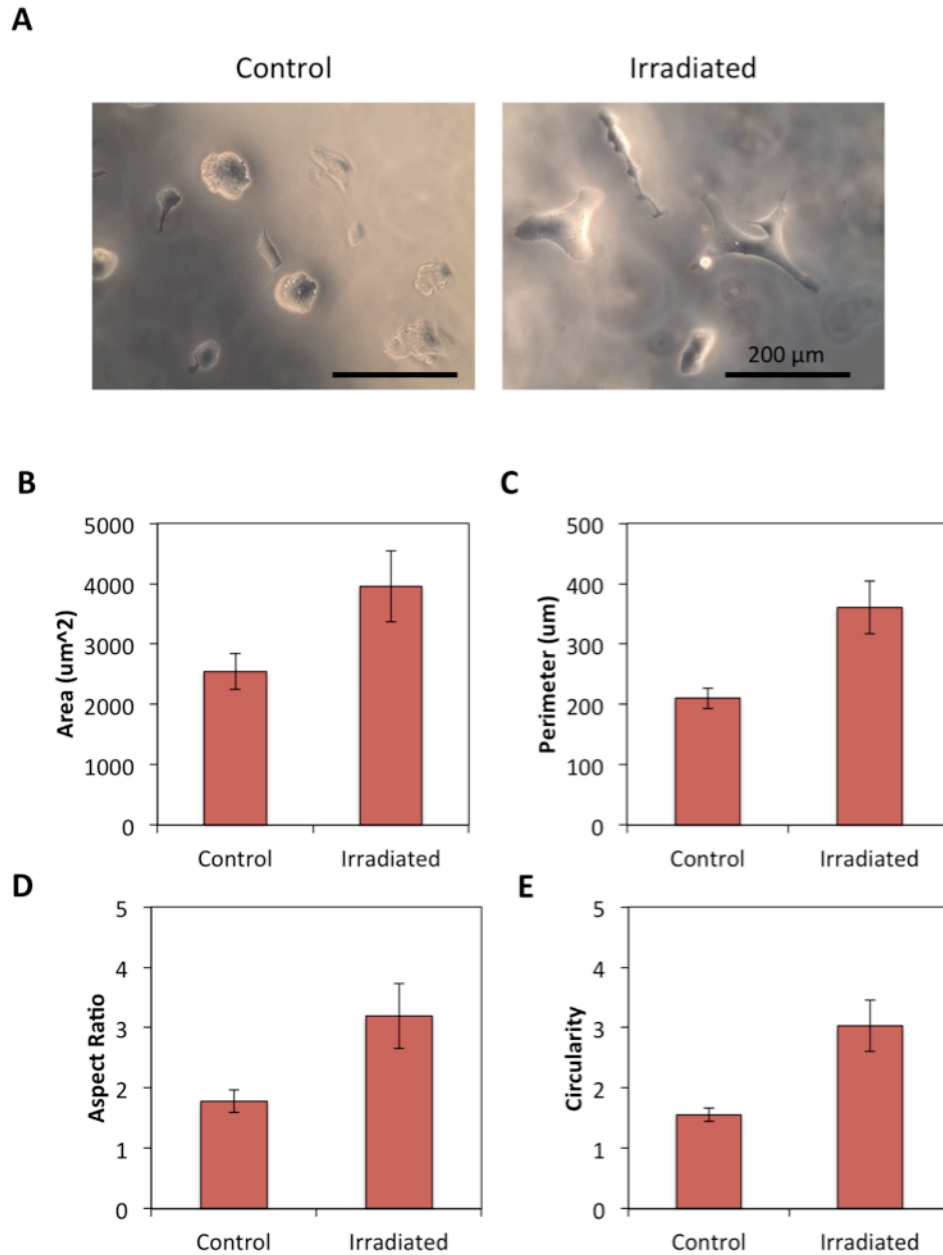 A
Control Irradiated
200 µm
B
C
5000
4000
3000
2000
1000
0
Area (um^2)
Control Irradiated
500
400
300
200
100
0
Perimeter (um)
Control Irradiated
D
E
5
4
3
2
1
0
Aspect Ratio
Control Irradiated
5
4
3
2
1
0
Circularity
Control Irradiated